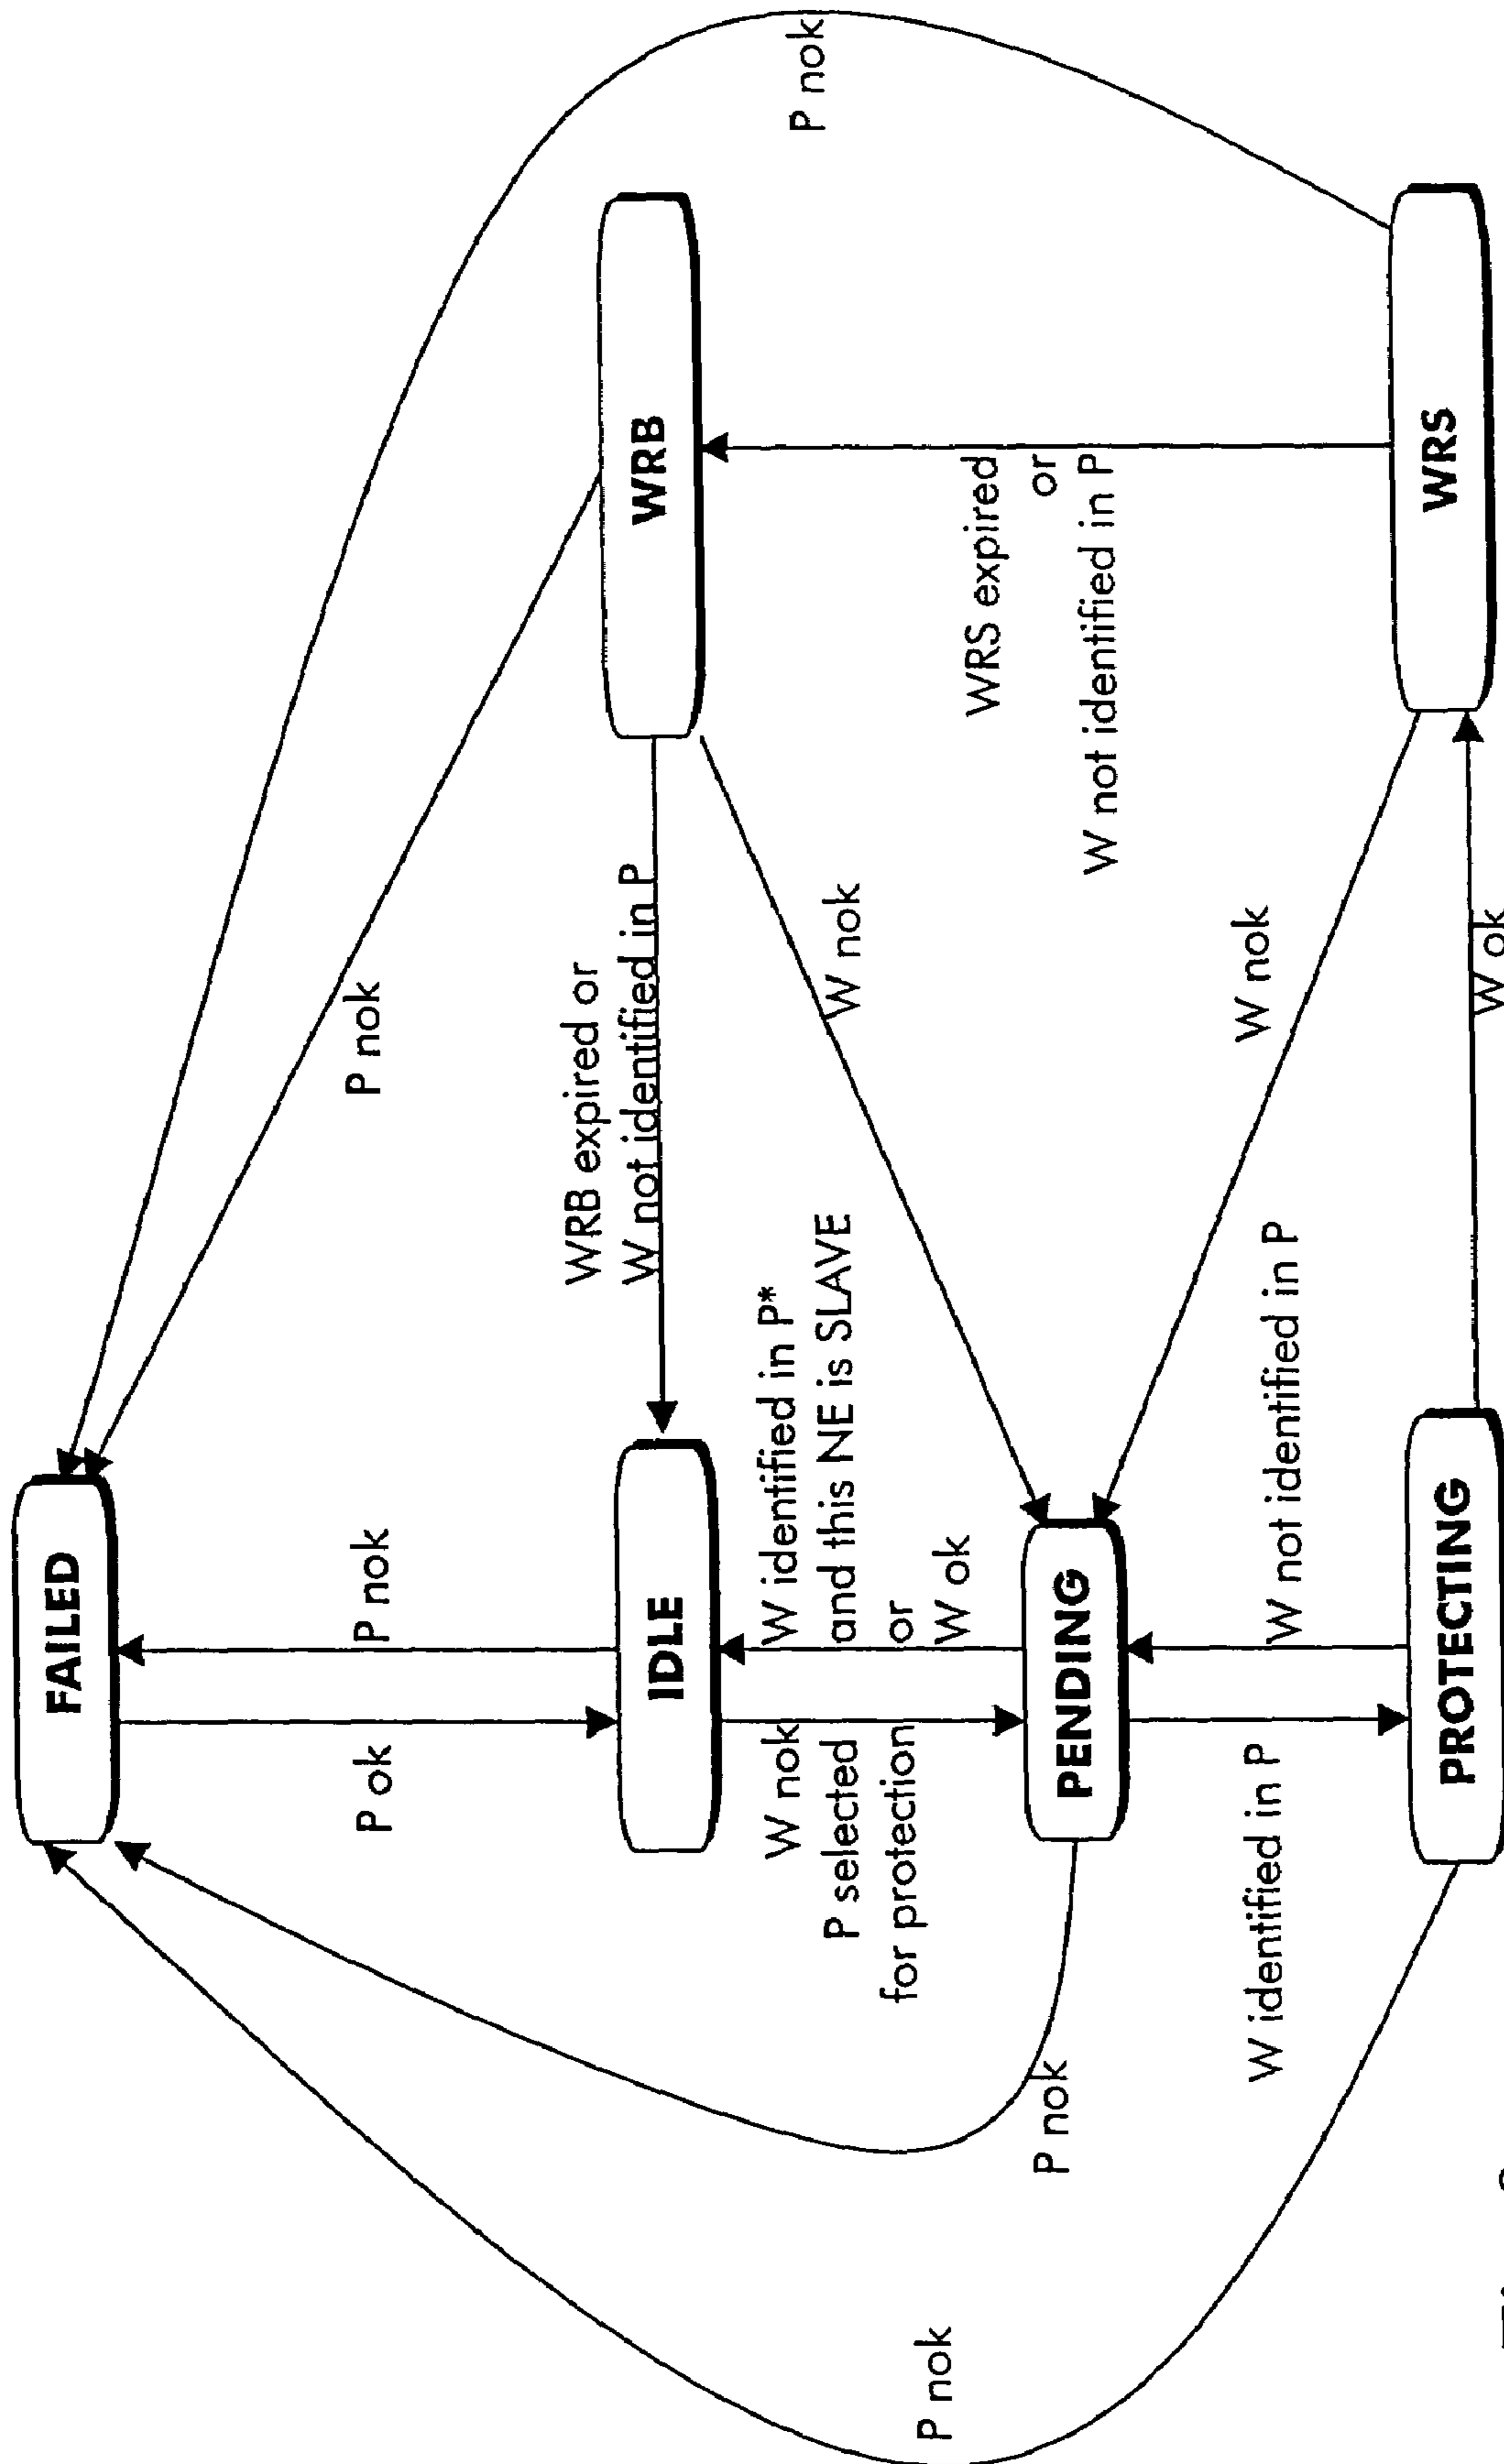 FAILED
P ok
P nok
P nok
P nok
WRB expired or
W not identified in P
IDLE
WRB
W nok
P selected
for protection
W identified in P*
and this NE is SLAVE
or
W ok
W nok
P nok
WRS expired
or
W not identified in P
P nok
PENDING
W identified in P
W not identified in P
W nok
PROTECTING
WRS
W ok